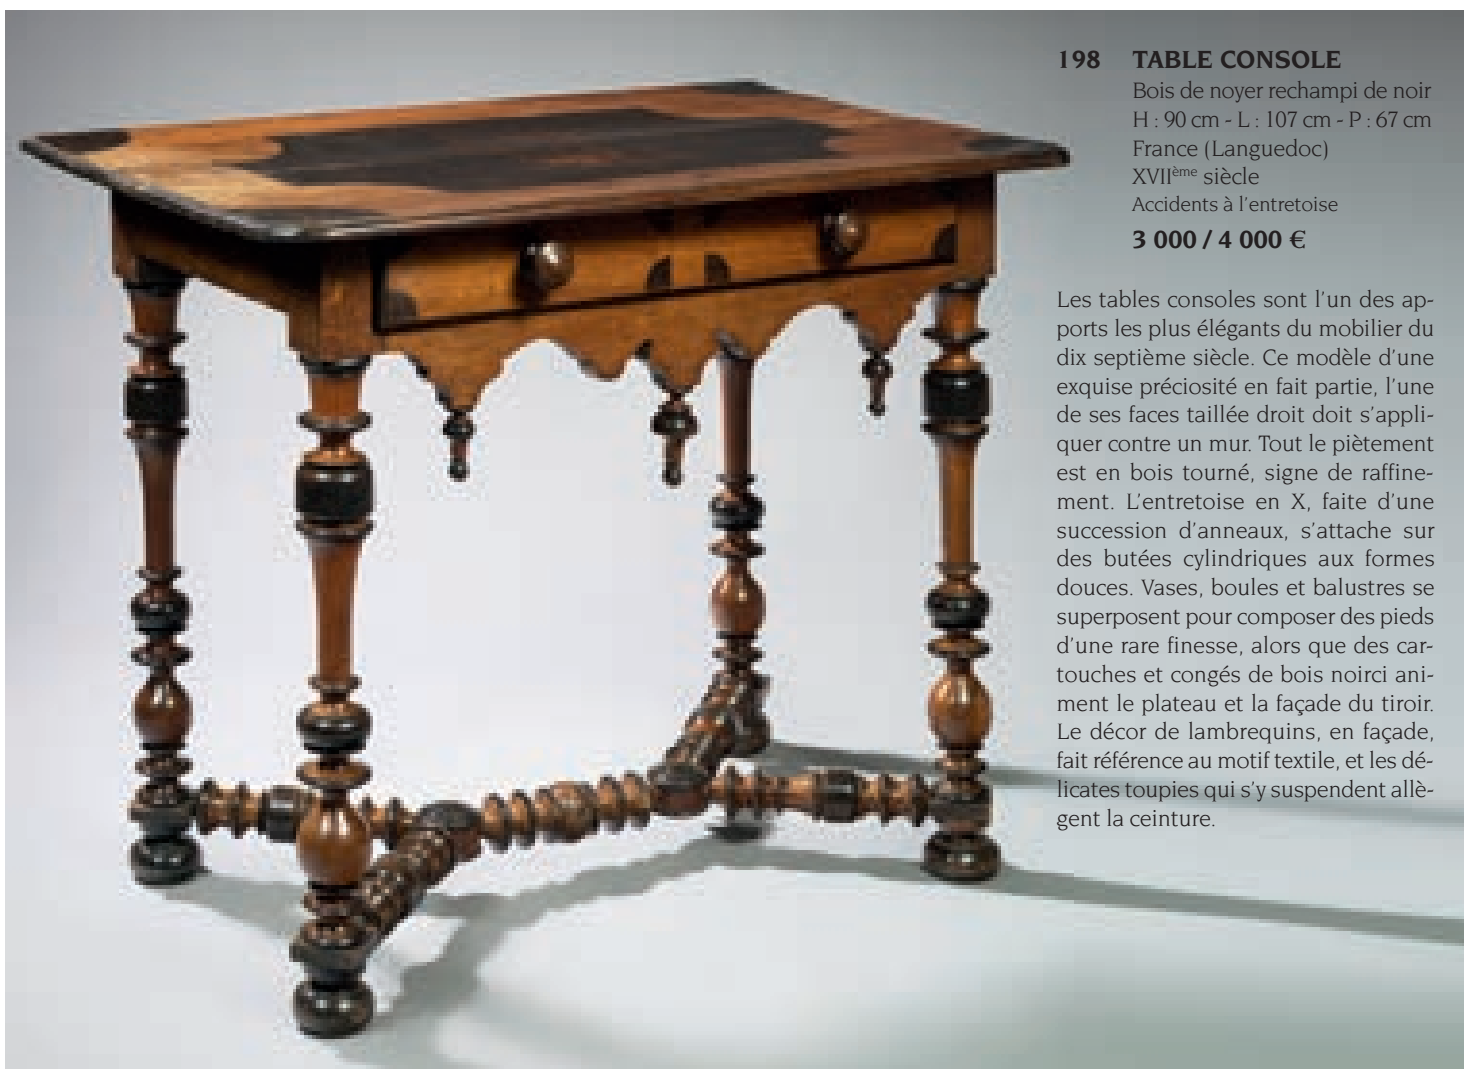 198 TABLE CONSOLE
Bois de noyer rechampi de noir
H : 90 cm - L : 107 cm - P : 67 cm
France (Languedoc)
XVIIème siècle
Accidents à l'entretoise
3 000 / 4 000 €
Les tables consoles sont l'un des ap-
ports les plus élégants du mobilier du
dix septième siècle. Ce modèle d'une
exquise préciosité en fait partie, l'une
de ses faces taillée droit doit s'appli-
quer contre un mur. Tout le piètement
est en bois tourné, signe de raffine-
ment. L'entretoise en X, faite d'une
succession d'anneaux, s'attache sur
des butées cylindriques aux formes
douces. Vases, boules et balustres se
superposent pour composer des pieds
d'une rare finesse, alors que des car-
touches et congés de bois noirci ani-
ment le plateau et la façade du tiroir.
Le décor de lambrequins, en façade,
fait référence au motif textile, et les dé-
licates toupies qui s'y suspendent allè-
gent la ceinture.